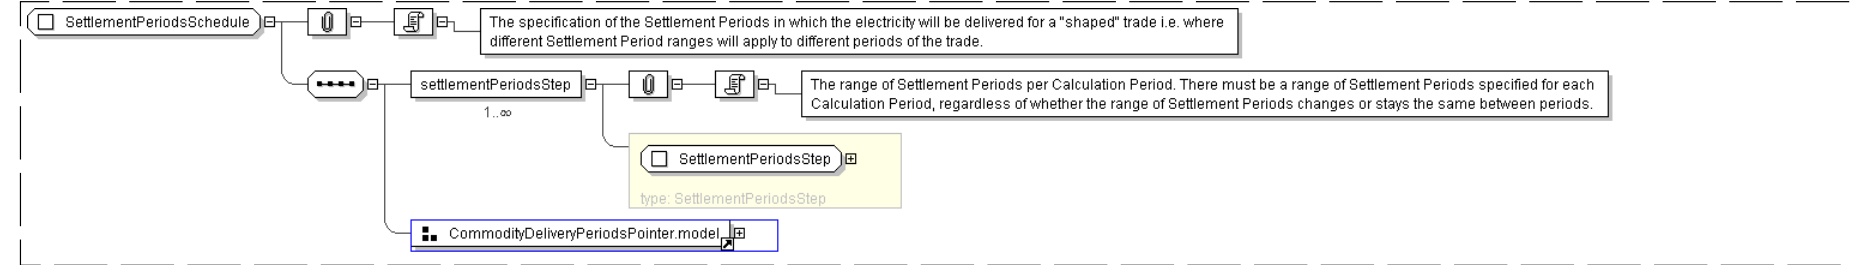 SettlementPeriodsSchedule
The specification of the Settlement Periods in which the electricity will be delivered for a "shaped" trade i.e. where
different Settlement Period ranges will apply to different periods of the trade.
settlementPeriodsStep
1..∞
The range of Settlement Periods per Calculation Period. There must be a range of Settlement Periods specified for each
Calculation Period, regardless of whether the range of Settlement Periods changes or stays the same between periods.
SettlementPeriodsStep
type: SettlementPeriodsStep
CommodityDeliveryPeriodsPointer.model